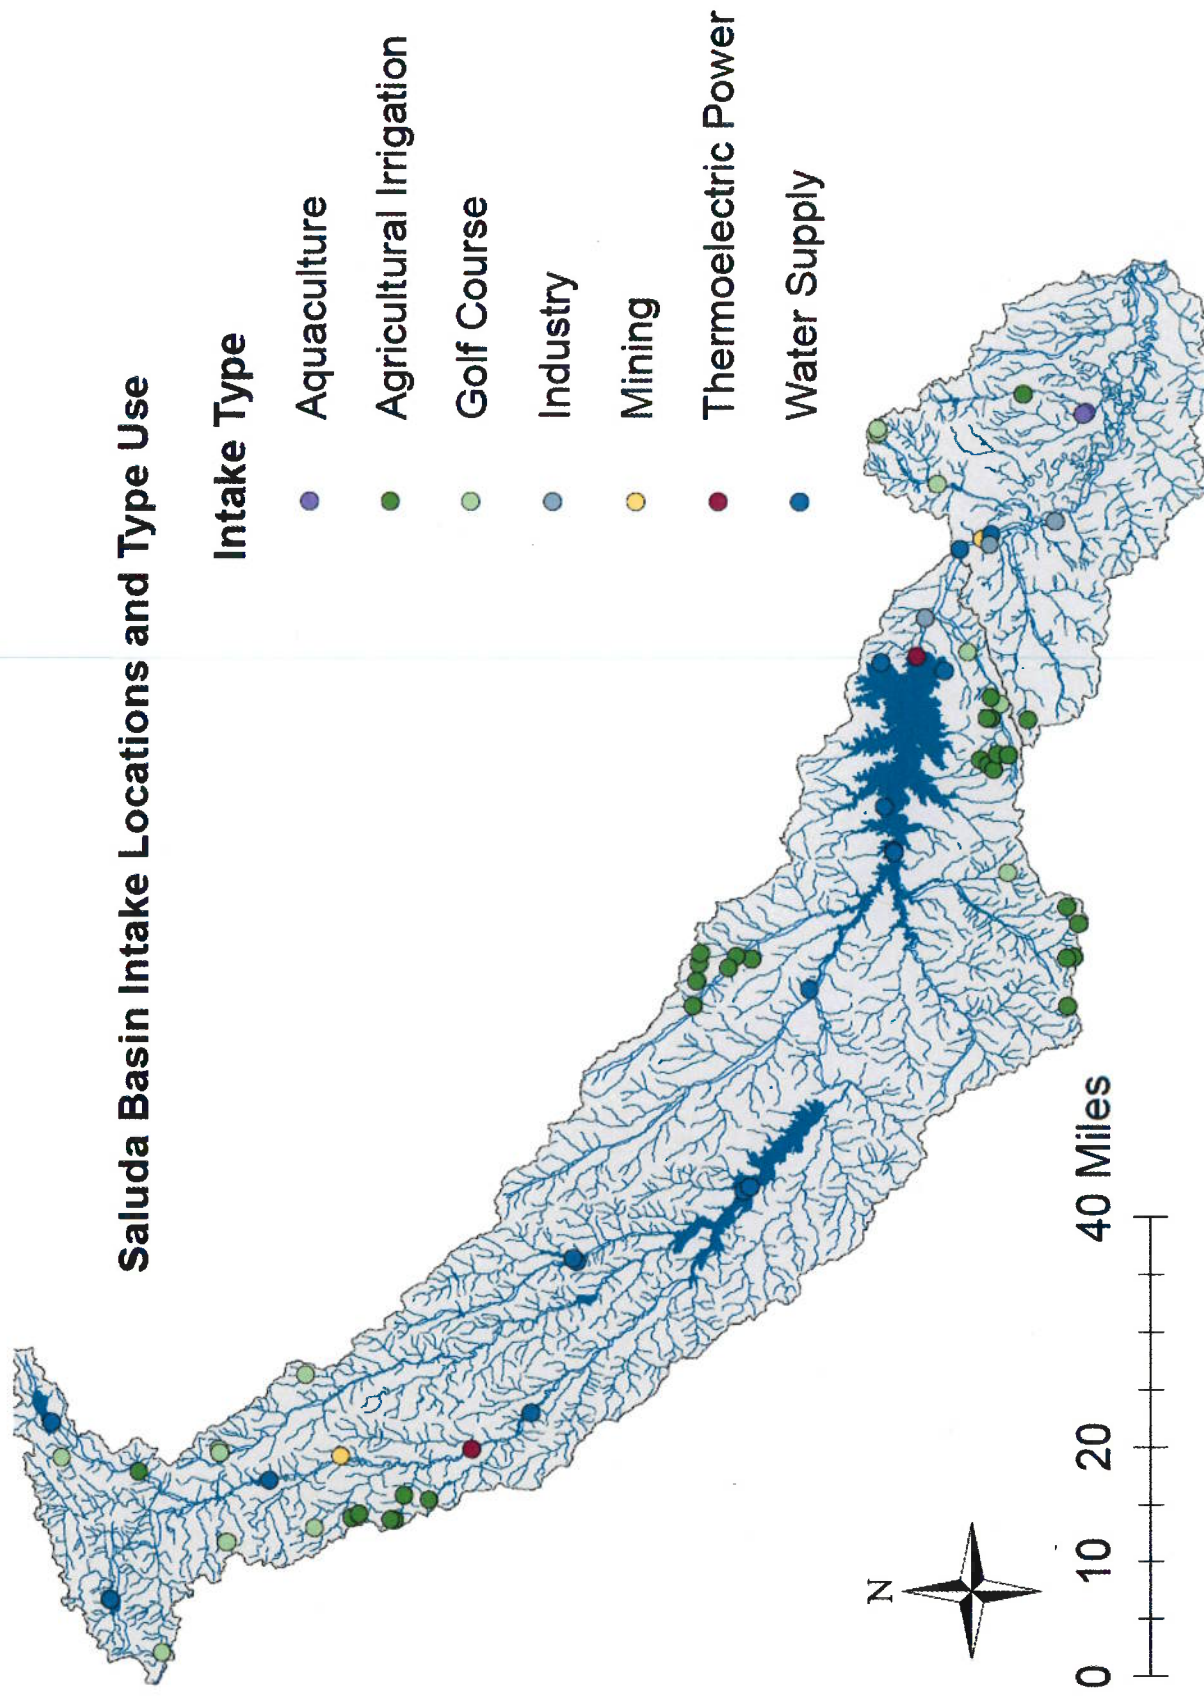 Saluda Basin Intake Locations and Type Use
Intake Type
Aquaculture
Agricultural Irrigation
Golf Course
Industry
Mining
Thermoelectric Power
Water Supply
N
0 10 20 40 Miles